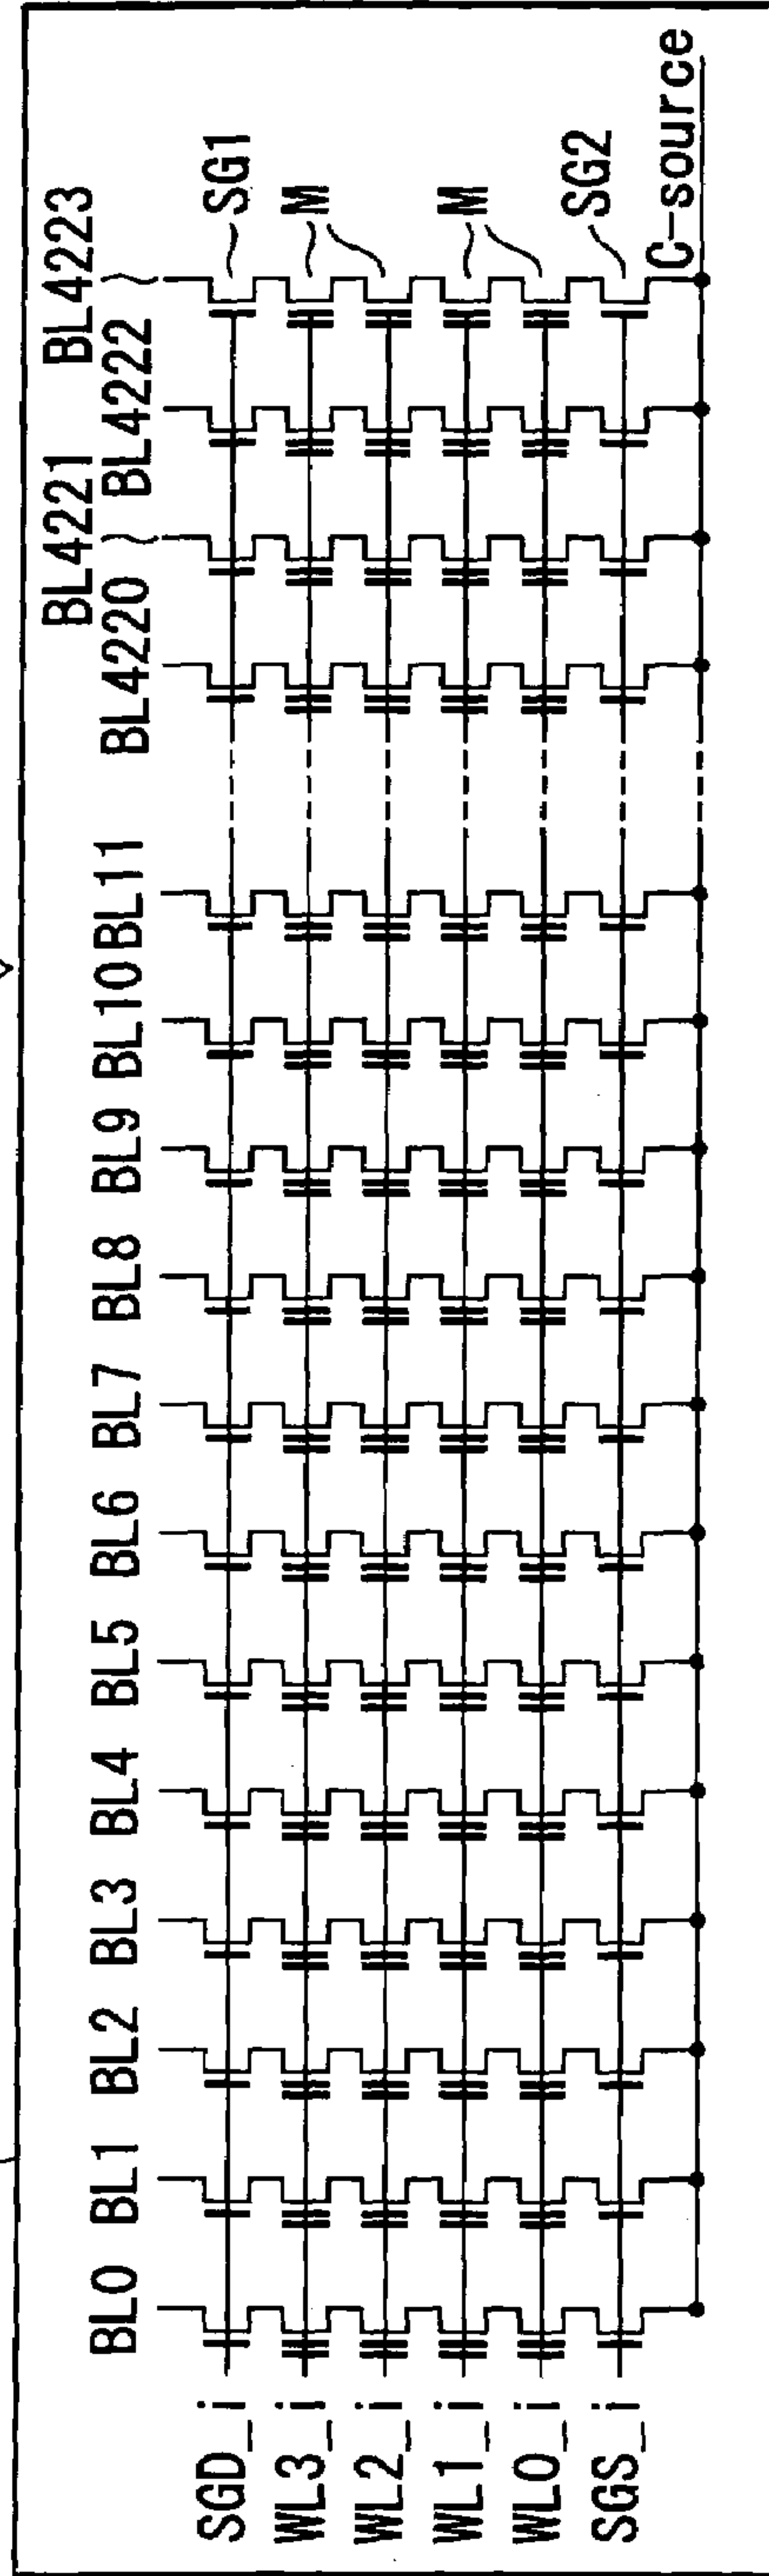 BL0 BL1 BL2 BL3 BL4 BL5 BL6 BL7 BL8 BL9 BL10 BL11 BL4220 BL4221 BL4222 BL4223
SGD_i
WL3_i
WL2_i
WL1_i
WL0_i
SGS_i
SG1
M
M
SG2
C-source